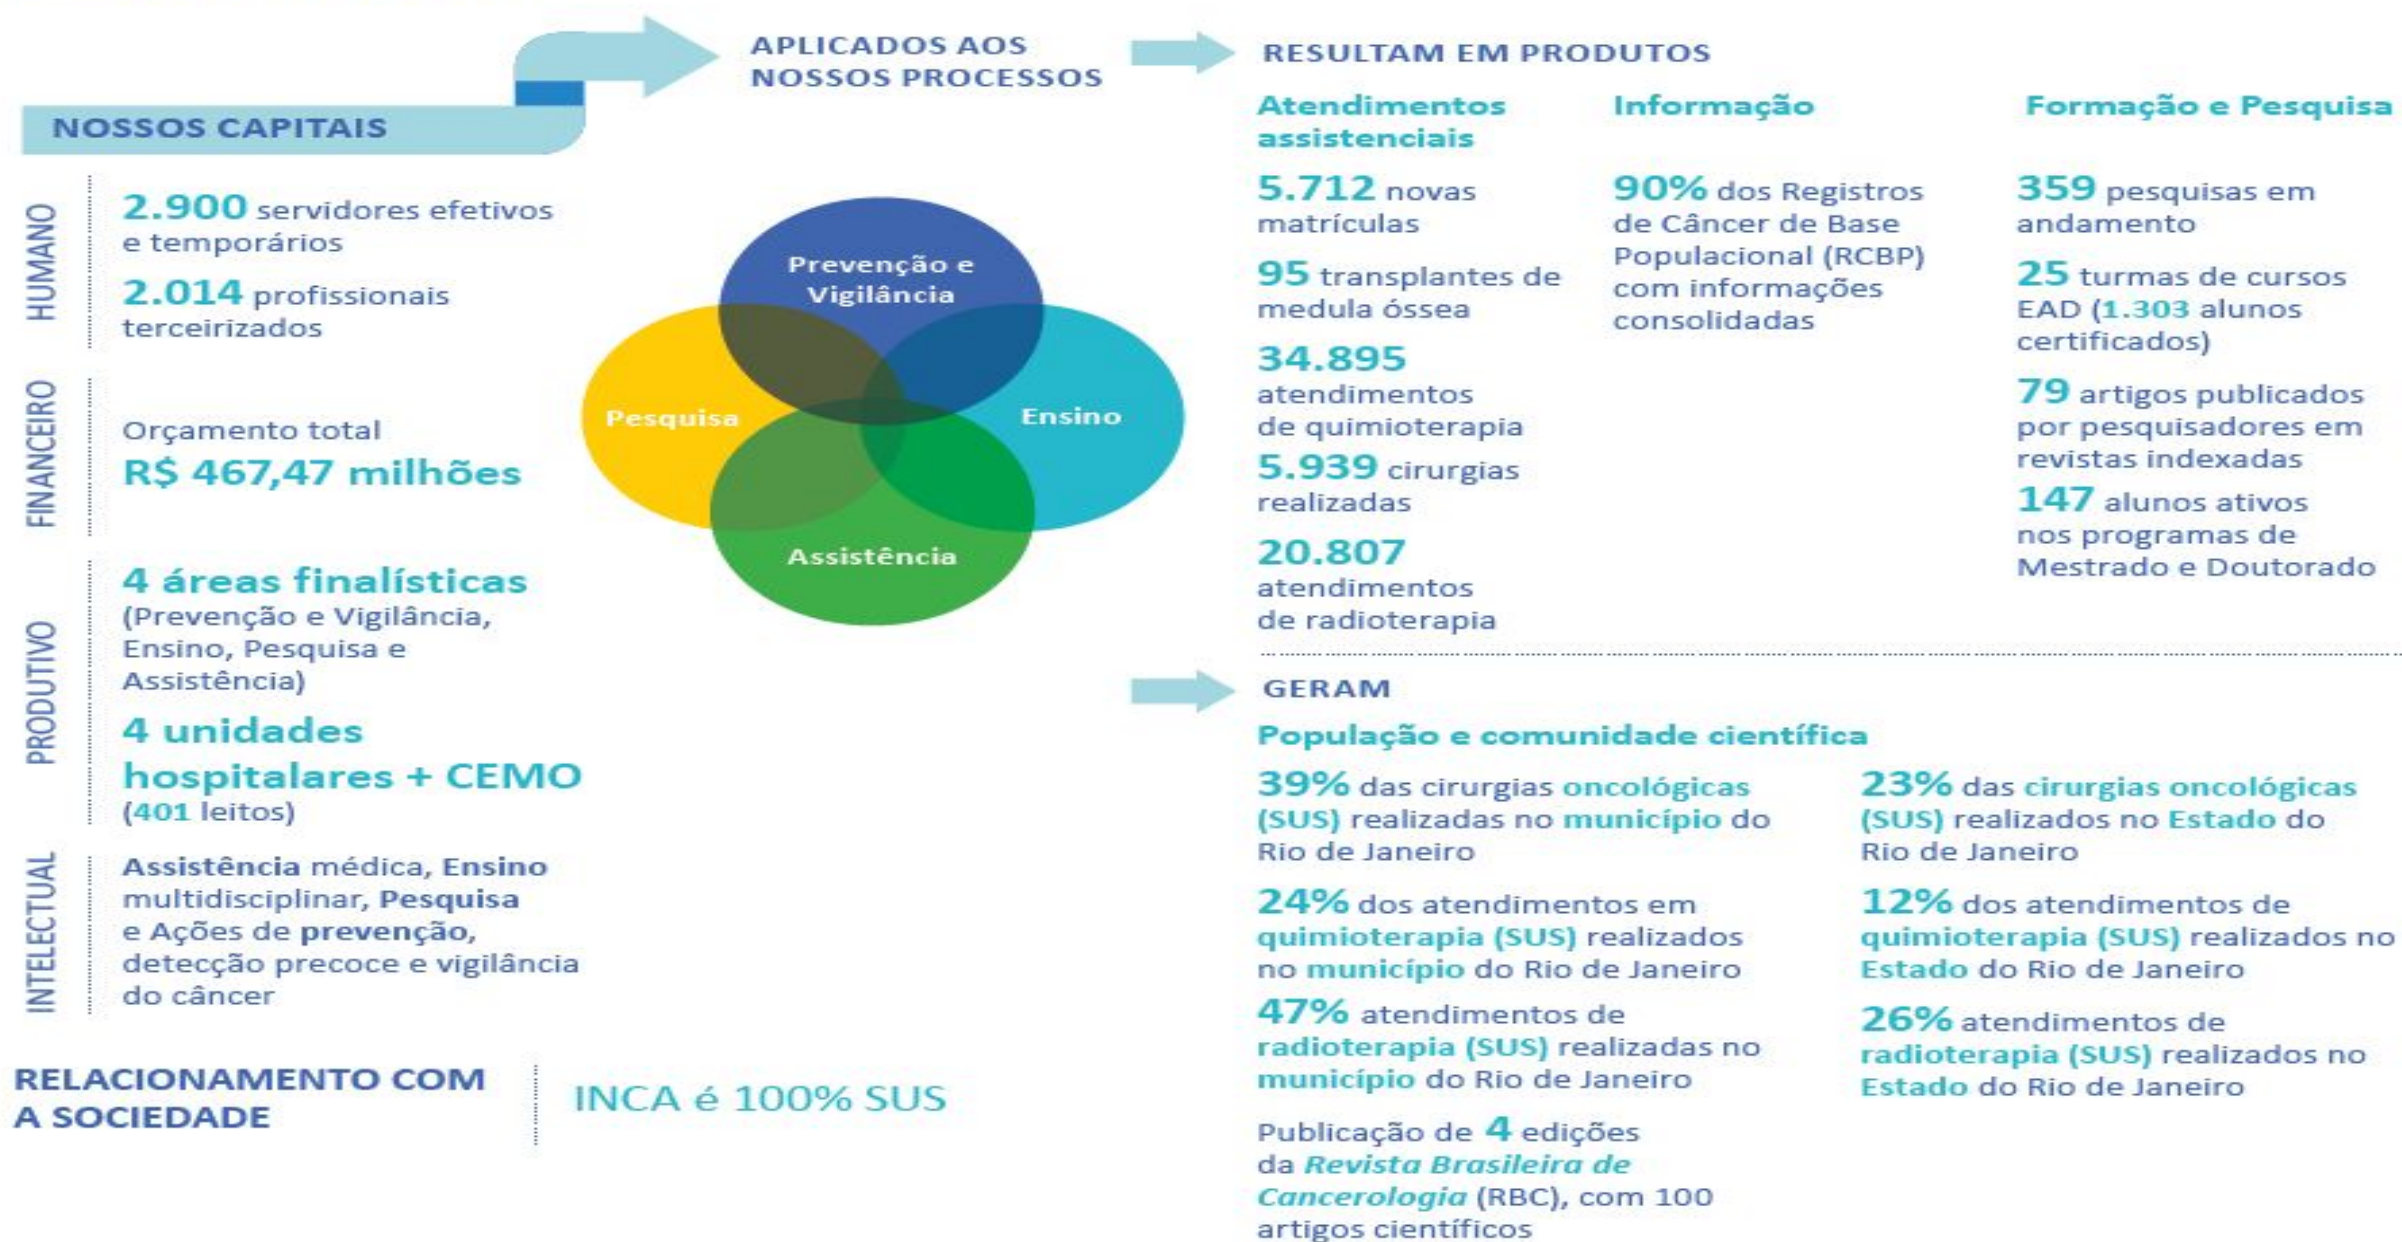 NOSSOS CAPITAIS
HUMANO
2.900 servidores efetivos
e temporários
2.014 profissionais
terceirizados
FINANCEIRO
Orçamento total
R$ 467,47 milhões
PRODUTIVO
4 áreas finalísticas
(Prevenção e Vigilância,
Ensino, Pesquisa e
Assistência)
4 unidades
hospitalares + CEMO
(401 leitos)
INTELECTUAL
Assistência médica, Ensino
multidisciplinar, Pesquisa
e Ações de prevenção,
detecção precoce e vigilância
do câncer
RELACIONAMENTO COM
A SOCIEDADE
INCA é 100% SUS
APLICADOS AOS
NOSSOS PROCESSOS
Prevenção e
Vigilância
Pesquisa
Ensino
Assistência
RESULTAM EM PRODUTOS
Atendimentos
assistenciais
5.712 novas
matrículas
95 transplantes de
medula óssea
34.895
atendimentos
de quimioterapia
5.939 cirurgias
realizadas
20.807
atendimentos
de radioterapia
Informação
90% dos Registros
de Câncer de Base
Populacional (RCBP)
com informações
consolidadas
Formação e Pesquisa
359 pesquisas em
andamento
25 turmas de cursos
EAD (1.303 alunos
certificados)
79 artigos publicados
por pesquisadores em
revistas indexadas
147 alunos ativos
nos programas de
Mestrado e Doutorado
GERAM
População e comunidade científica
39% das cirurgias oncológicas
(SUS) realizadas no município do
Rio de Janeiro
24% dos atendimentos em
quimioterapia (SUS) realizados
no município do Rio de Janeiro
47% atendimentos de
radioterapia (SUS) realizadas no
município do Rio de Janeiro
Publicação de 4 edições
da Revista Brasileira de
Cancerologia (RBC), com 100
artigos científicos
23% das cirurgias oncológicas
(SUS) realizados no Estado do
Rio de Janeiro
12% dos atendimentos de
quimioterapia (SUS) realizados no
Estado do Rio de Janeiro
26% atendimentos de
radioterapia (SUS) realizados no
Estado do Rio de Janeiro